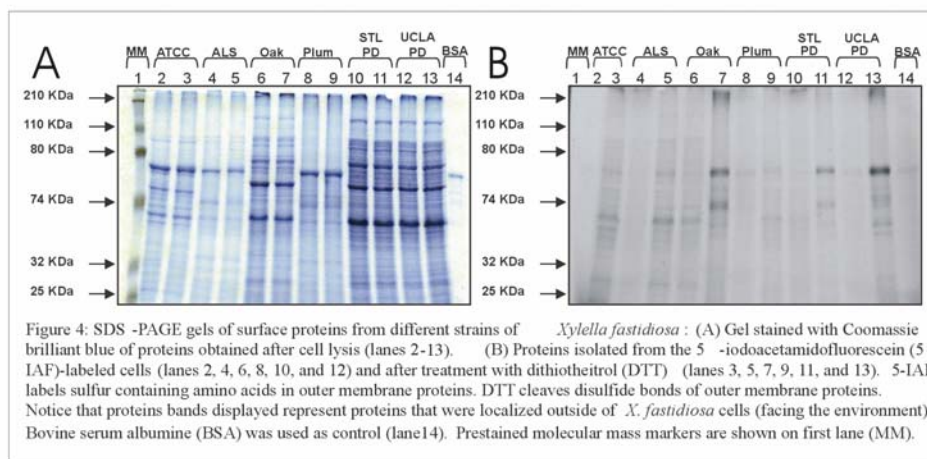 STL UCLA
A MM ATCC ALS Oak Plum PD PD BSA
1 2 3 4 5 6 7 8 9 10 11 12 13 14
210 KDa
110 KDa
80 KDa
74 KDa
32 KDa
25 KDa
STL UCLA
B MM ATCC ALS Oak Plum PD PD BSA
1 2 3 4 5 6 7 8 9 10 11 12 13 14
210 KDa
110 KDa
80 KDa
74 KDa
32 KDa
25 KDa
Figure 4: SDS -PAGE gels of surface proteins from different strains of Xylella fastidiosa : (A) Gel stained with Coomassie
brilliant blue of proteins obtained after cell lysis (lanes 2-13). (B) Proteins isolated from the 5 -iodoacetamidofluorescein (5
IAF)-labeled cells (lanes 2, 4, 6, 8, 10, and 12) and after treatment with dithiotheitrol (DTT) (lanes 3, 5, 7, 9, 11, and 13). 5-IAF
labels sulfur containing amino acids in outer membrane proteins. DTT cleaves disulfide bonds of outer membrane proteins.
Notice that proteins bands displayed represent proteins that were localized outside of X. fastidiosa cells (facing the environment)
Bovine serum albumine (BSA) was used as control (lane14). Prestained molecular mass markers are shown on first lane (MM).